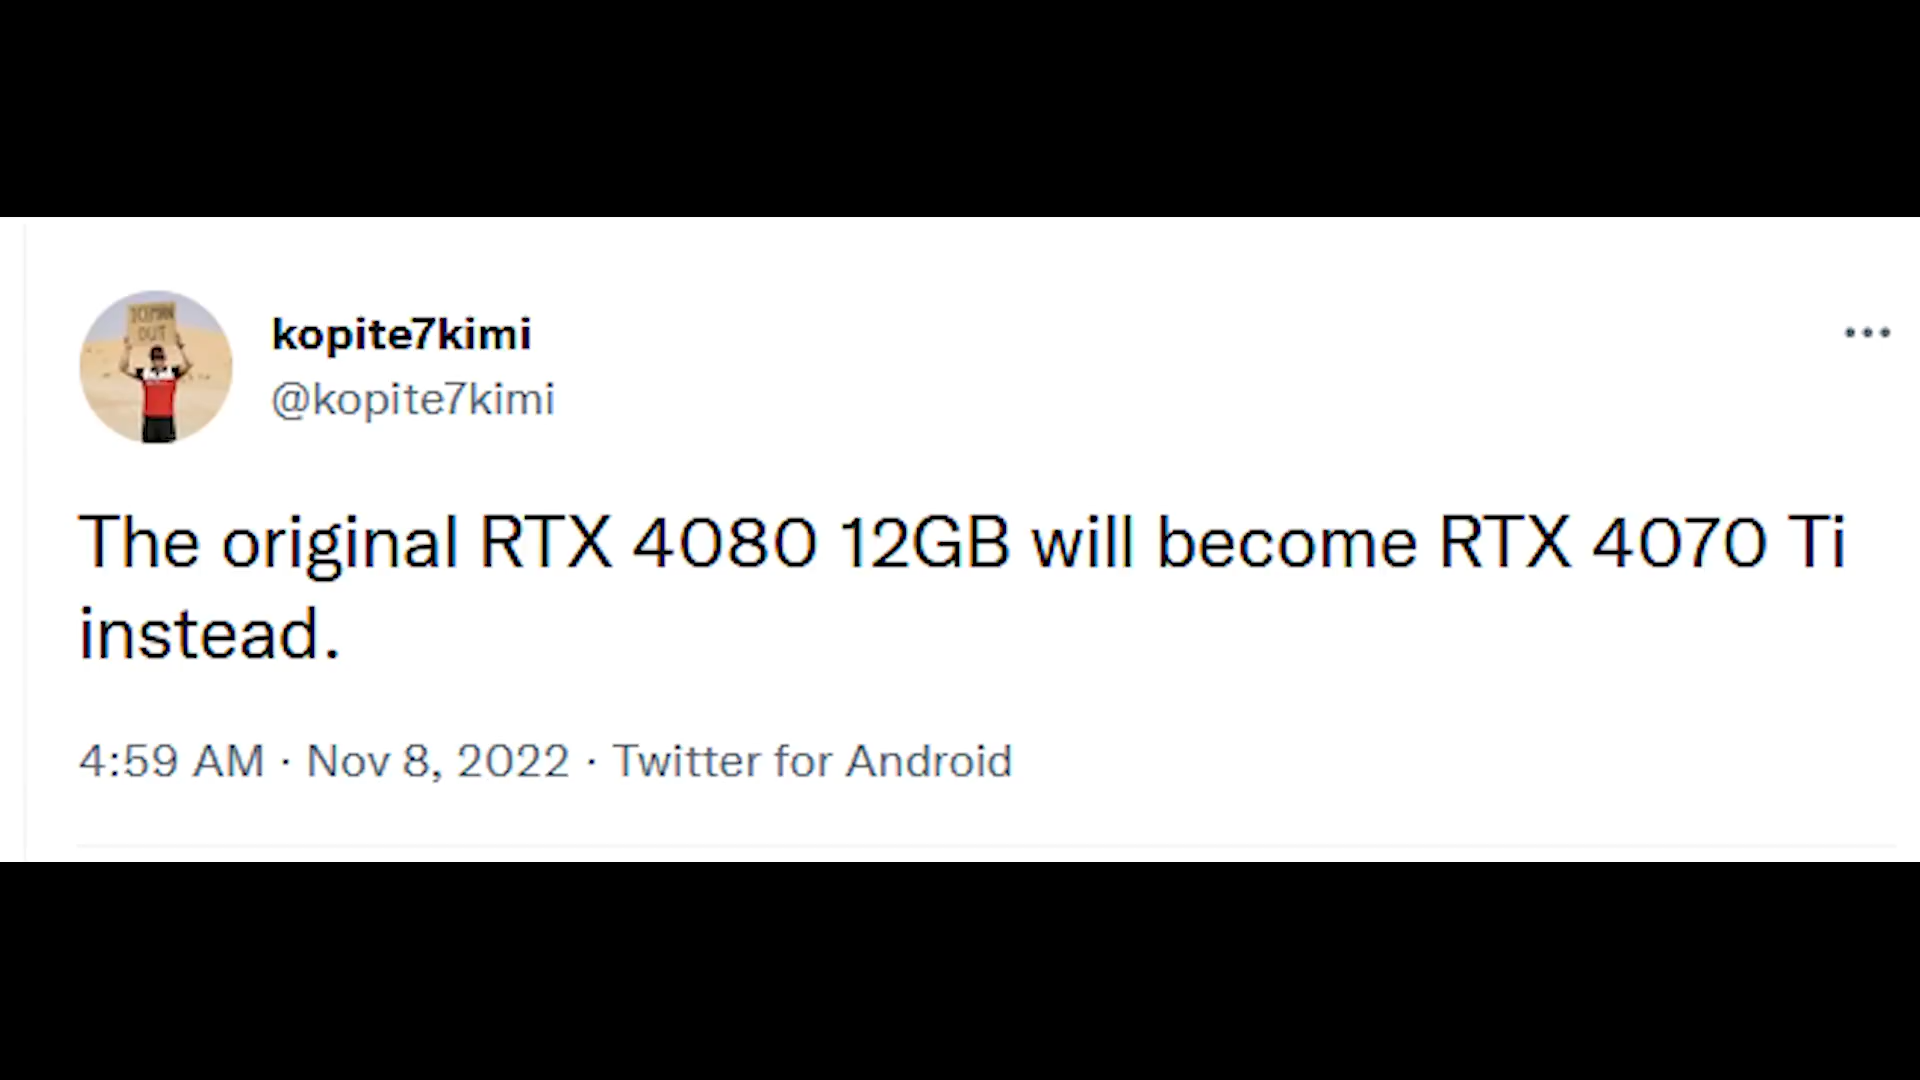 kopite7kimi
@kopite7kimi
The original RTX 4080 12GB will become RTX 4070 Ti
instead.
4:59 AM · Nov 8, 2022 · Twitter for Android